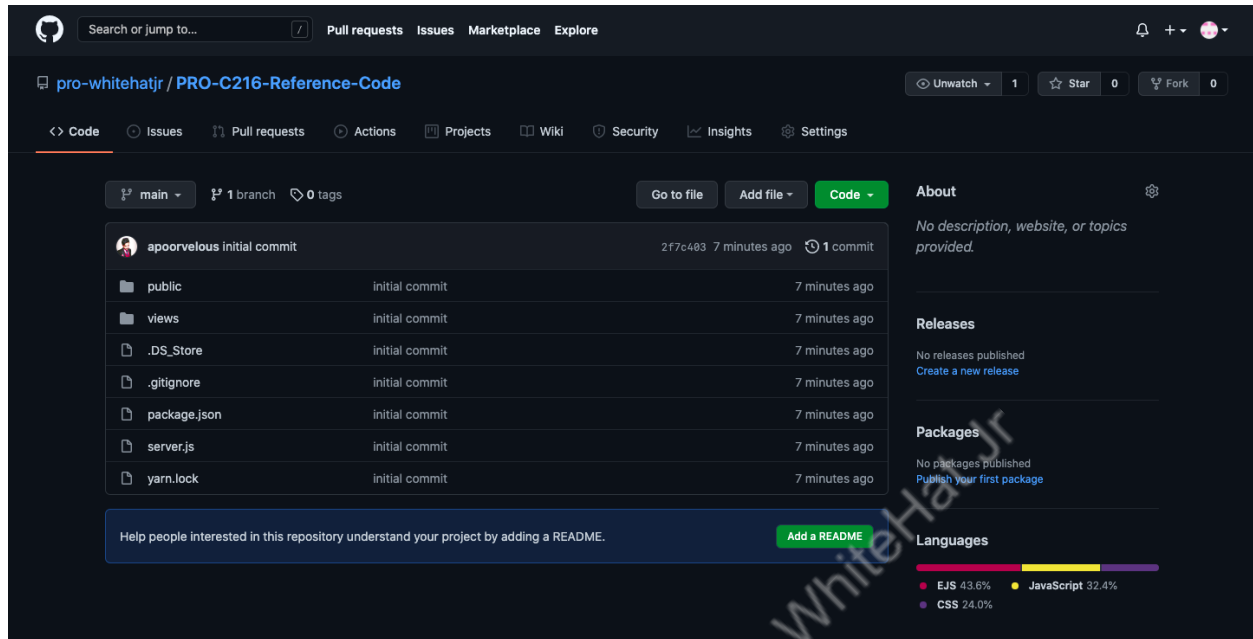 Search or jump to... / Pull requests Issues Marketplace Explore
pro-whitehatjr / PRO-C216-Reference-Code Unwatch 1 Star 0 Fork 0
<> Code Issues Pull requests Actions Projects Wiki Security Insights Settings
main 1 branch 0 tags Go to file Add file Code
apoorvelous initial commit 2f7c403 7 minutes ago 1 commit
public initial commit 7 minutes ago
views initial commit 7 minutes ago
.DS_Store initial commit 7 minutes ago
.gitignore initial commit 7 minutes ago
package.json initial commit 7 minutes ago
server.js initial commit 7 minutes ago
yarn.lock initial commit 7 minutes ago
Help people interested in this repository understand your project by adding a README. Add a README
About
No description, website, or topics
provided.
Releases
No releases published
Create a new release
Packages
No packages published
Publish your first package
Languages
EJS 43.6% JavaScript 32.4%
CSS 24.0%
WhiteHat Jr